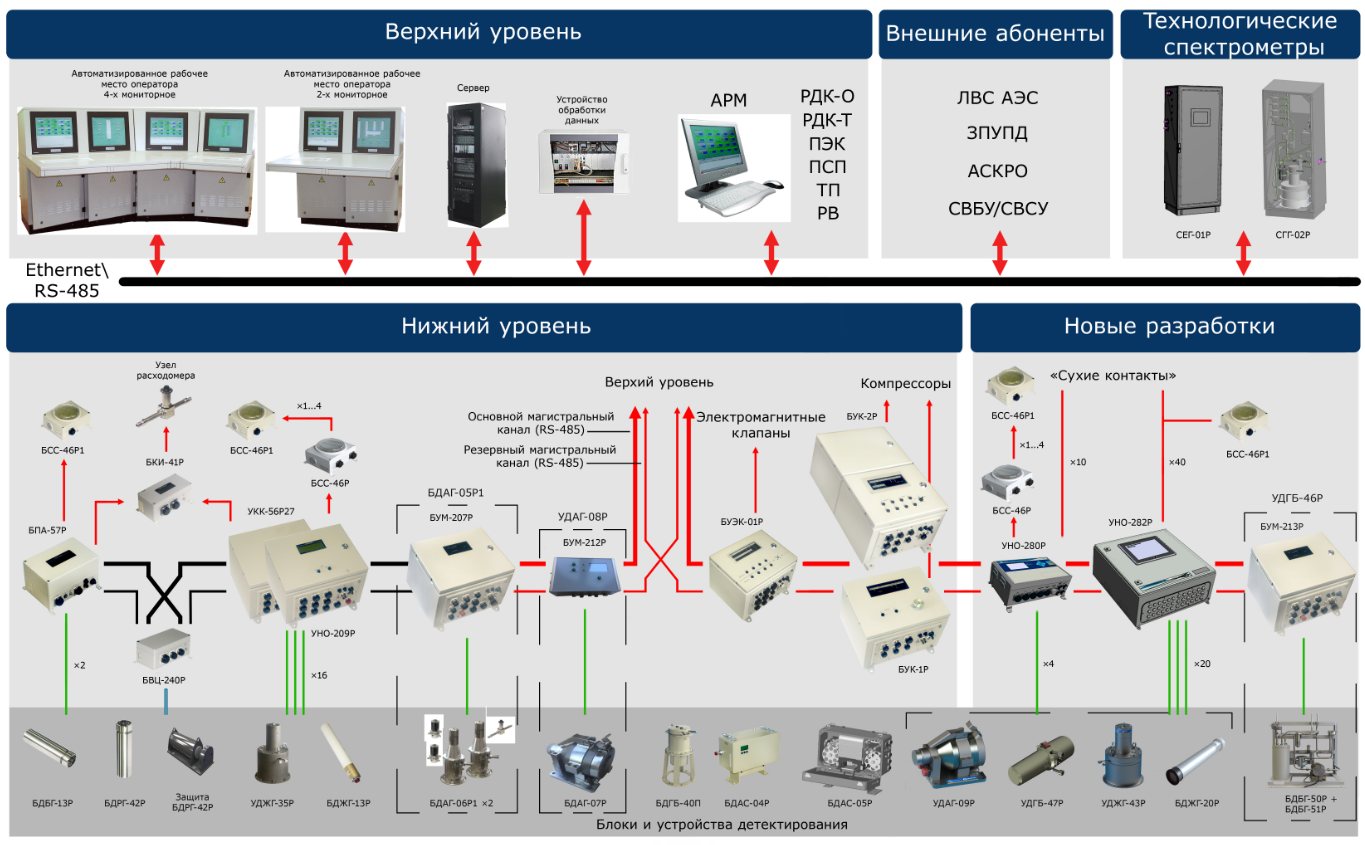 Верхний уровень
Внешние абоненты
Технологические
спектрометры
Автоматизированное рабочее
место оператора
4-х мониторное
Автоматизированное рабочее
место оператора
2-х мониторное
Сервер
Устройство
обработки
данных
АРМ
РДК-О
РДК-Т
ПЭК
ПСП
ТП
РВ
ЛВС АЭС
ЗПУПД
АСКРО
СВБУ/СВСУ
СЕГ-01Р
СГГ-02Р
Ethernet\
RS-485
Нижний уровень
Новые разработки
Узел
расходомера
БСС-46Р1
БКИ-41Р
БСС-46Р1
×1...4
БСС-46Р
БПА-57Р
УКК-56Р27
УНО-209Р
×2
БВЦ-240Р
×16
БДАГ-05Р1
БУМ-207Р
УДАГ-08Р
БУМ-212Р
Верхий уровень
Основной магистральный
канал (RS-485)
Резервный магистральный
канал (RS-485)
Электромагнитные
клапаны
БУЭК-01Р
Компрессоры
БУК-2Р
БУК-1Р
БСС-46Р1
×1...4
БСС-46Р
УНО-280Р
«Сухие контакты»
×10
×40
БСС-46Р1
УНО-282Р
УДГБ-46Р
БУМ-213Р
×4
×20
БДБГ-13Р
БДРГ-42Р
Защита
БДРГ-42Р
УДЖГ-35Р
БДЖГ-13Р
БДАГ-06Р1 ×2
БДАГ-07Р
БДГБ-40П
БДАС-04Р
БДАС-05Р
УДАГ-09Р
УДГБ-47Р
УДЖГ-43Р
БДЖГ-20Р
БДБГ-50Р +
БДБГ-51Р
Блоки и устройства детектирования